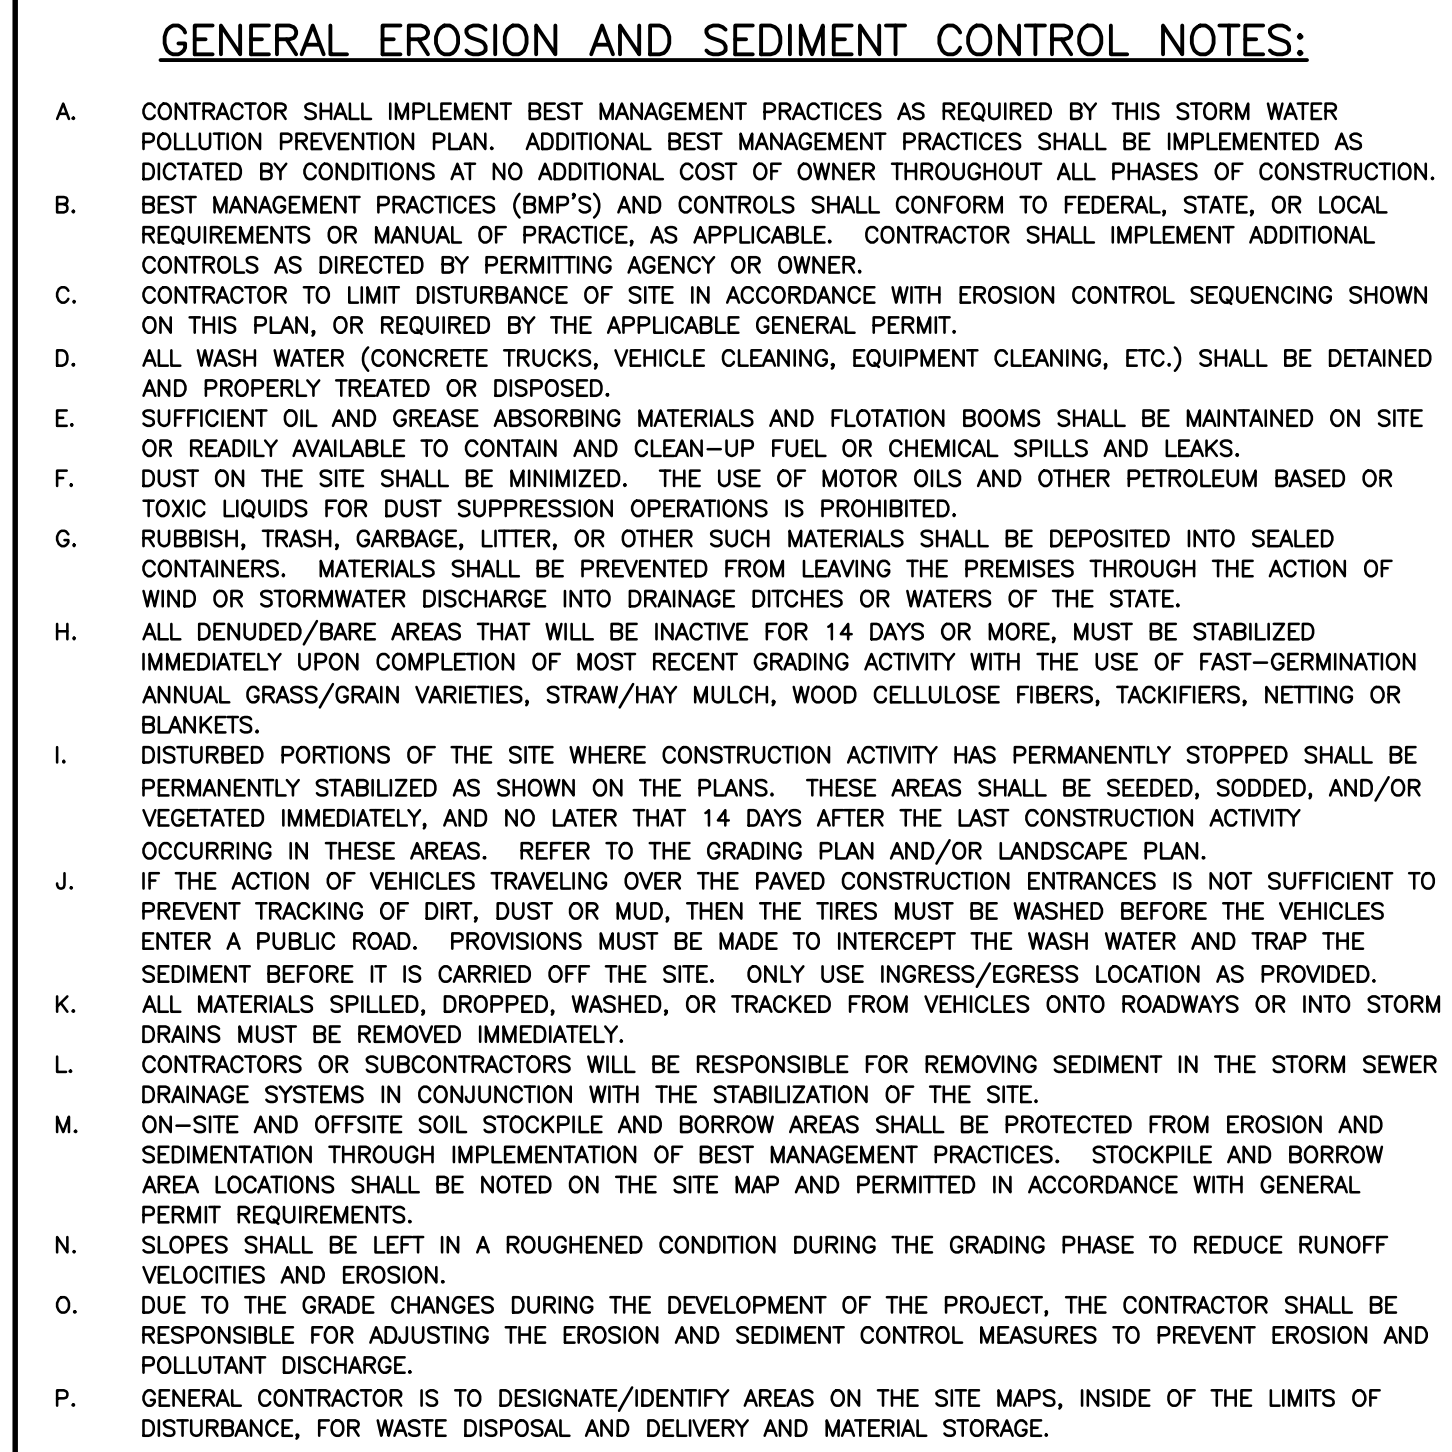 GENERAL EROSION AND SEDIMENT CONTROL NOTES:
A. CONTRACTOR SHALL IMPLEMENT BEST MANAGEMENT PRACTICES AS REQUIRED BY THIS STORM WATER
POLLUTION PREVENTION PLAN. ADDITIONAL BEST MANAGEMENT PRACTICES SHALL BE IMPLEMENTED AS
DICTATED BY CONDITIONS AT NO ADDITIONAL COST OF OWNER THROUGHOUT ALL PHASES OF CONSTRUCTION.
B. BEST MANAGEMENT PRACTICES (BMP'S) AND CONTROLS SHALL CONFORM TO FEDERAL, STATE, OR LOCAL
REQUIREMENTS OR MANUAL OF PRACTICE, AS APPLICABLE. CONTRACTOR SHALL IMPLEMENT ADDITIONAL
CONTROLS AS DIRECTED BY PERMITTING AGENCY OR OWNER.
C. CONTRACTOR TO LIMIT DISTURBANCE OF SITE IN ACCORDANCE WITH EROSION CONTROL SEQUENCING SHOWN
ON THIS PLAN, OR REQUIRED BY THE APPLICABLE GENERAL PERMIT.
D. ALL WASH WATER (CONCRETE TRUCKS, VEHICLE CLEANING, EQUIPMENT CLEANING, ETC.) SHALL BE DETAINED
AND PROPERLY TREATED OR DISPOSED.
E. SUFFICIENT OIL AND GREASE ABSORBING MATERIALS AND FLOTATION BOOMS SHALL BE MAINTAINED ON SITE
OR READILY AVAILABLE TO CONTAIN AND CLEAN-UP FUEL OR CHEMICAL SPILLS AND LEAKS.
F. DUST ON THE SITE SHALL BE MINIMIZED. THE USE OF MOTOR OILS AND OTHER PETROLEUM BASED OR
TOXIC LIQUIDS FOR DUST SUPPRESSION OPERATIONS IS PROHIBITED.
G. RUBBISH, TRASH, GARBAGE, LITTER, OR OTHER SUCH MATERIALS SHALL BE DEPOSITED INTO SEALED
CONTAINERS. MATERIALS SHALL BE PREVENTED FROM LEAVING THE PREMISES THROUGH THE ACTION OF
WIND OR STORMWATER DISCHARGE INTO DRAINAGE DITCHES OR WATERS OF THE STATE.
H. ALL DENUDED/BARE AREAS THAT WILL BE INACTIVE FOR 14 DAYS OR MORE, MUST BE STABILIZED
IMMEDIATELY UPON COMPLETION OF MOST RECENT GRADING ACTIVITY WITH THE USE OF FAST-GERMINATION
ANNUAL GRASS/GRAIN VARIETIES, STRAW/HAY MULCH, WOOD CELLULOSE FIBERS, TACKIFIERS, NETTING OR
BLANKETS.
I. DISTURBED PORTIONS OF THE SITE WHERE CONSTRUCTION ACTIVITY HAS PERMANENTLY STOPPED SHALL BE
PERMANENTLY STABILIZED AS SHOWN ON THE PLANS. THESE AREAS SHALL BE SEEDED, SODDED, AND/OR
VEGETATED IMMEDIATELY, AND NO LATER THAT 14 DAYS AFTER THE LAST CONSTRUCTION ACTIVITY
OCCURRING IN THESE AREAS. REFER TO THE GRADING PLAN AND/OR LANDSCAPE PLAN.
J. IF THE ACTION OF VEHICLES TRAVELING OVER THE PAVED CONSTRUCTION ENTRANCES IS NOT SUFFICIENT TO
PREVENT TRACKING OF DIRT, DUST OR MUD, THEN THE TIRES MUST BE WASHED BEFORE THE VEHICLES
ENTER A PUBLIC ROAD. PROVISIONS MUST BE MADE TO INTERCEPT THE WASH WATER AND TRAP THE
SEDIMENT BEFORE IT IS CARRIED OFF THE SITE. ONLY USE INGRESS/EGRESS LOCATION AS PROVIDED.
K. ALL MATERIALS SPILLED, DROPPED, WASHED, OR TRACKED FROM VEHICLES ONTO ROADWAYS OR INTO STORM
DRAINS MUST BE REMOVED IMMEDIATELY.
L. CONTRACTORS OR SUBCONTRACTORS WILL BE RESPONSIBLE FOR REMOVING SEDIMENT IN THE STORM SEWER
DRAINAGE SYSTEMS IN CONJUNCTION WITH THE STABILIZATION OF THE SITE.
M. ON-SITE AND OFFSITE SOIL STOCKPILE AND BORROW AREAS SHALL BE PROTECTED FROM EROSION AND
SEDIMENTATION THROUGH IMPLEMENTATION OF BEST MANAGEMENT PRACTICES. STOCKPILE AND BORROW
AREA LOCATIONS SHALL BE NOTED ON THE SITE MAP AND PERMITTED IN ACCORDANCE WITH GENERAL
PERMIT REQUIREMENTS.
N. SLOPES SHALL BE LEFT IN A ROUGHENED CONDITION DURING THE GRADING PHASE TO REDUCE RUNOFF
VELOCITIES AND EROSION.
O. DUE TO THE GRADE CHANGES DURING THE DEVELOPMENT OF THE PROJECT, THE CONTRACTOR SHALL BE
RESPONSIBLE FOR ADJUSTING THE EROSION AND SEDIMENT CONTROL MEASURES TO PREVENT EROSION AND
POLLUTANT DISCHARGE.
P. GENERAL CONTRACTOR IS TO DESIGNATE/IDENTIFY AREAS ON THE SITE MAPS, INSIDE OF THE LIMITS OF
DISTURBANCE, FOR WASTE DISPOSAL AND DELIVERY AND MATERIAL STORAGE.